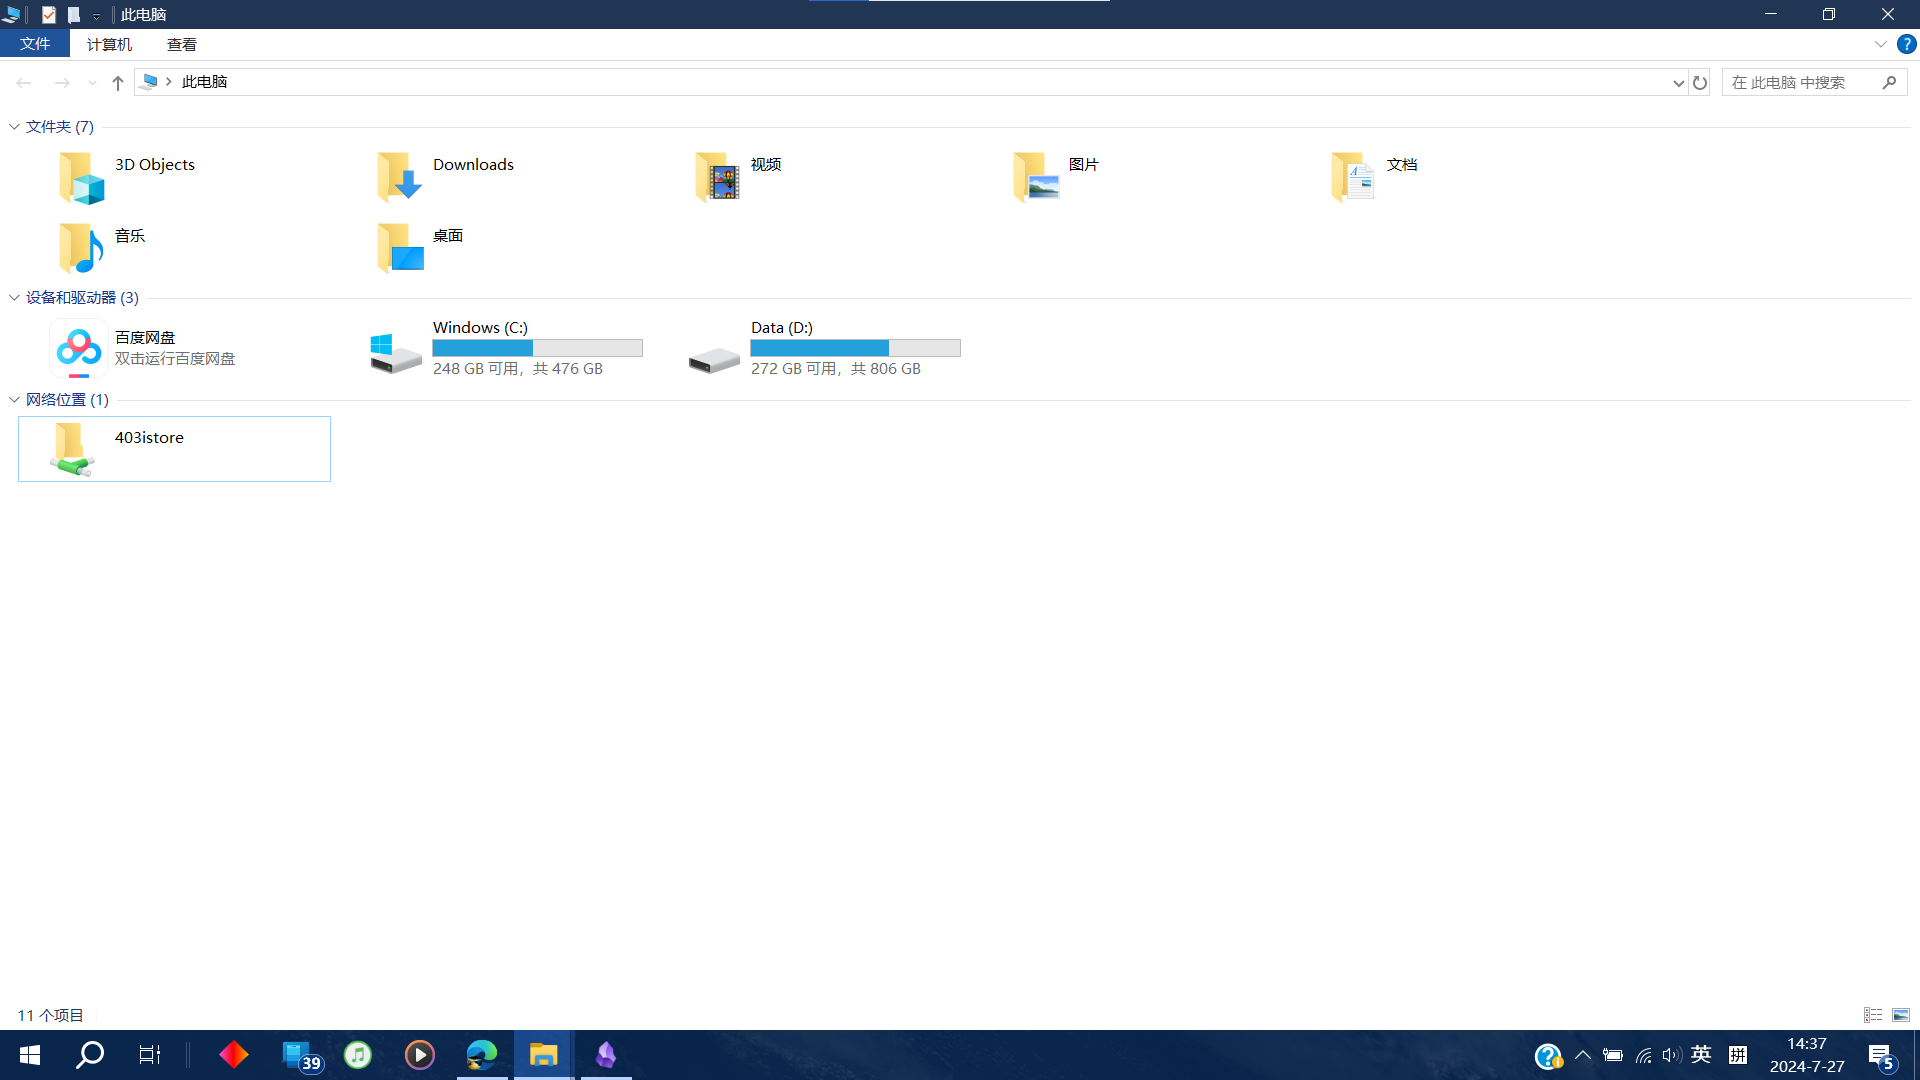 此电脑
文件 计算机 查看
此电脑
在 此电脑 中搜索
文件夹 (7)
3D Objects
Downloads
视频
图片
文档
音乐
桌面
设备和驱动器 (3)
百度网盘
双击运行百度网盘
Windows (C:)
248 GB 可用，共 476 GB
Data (D:)
272 GB 可用，共 806 GB
网络位置 (1)
403istore
11 个项目
39
英
拼
14:37
2024-7-27
5